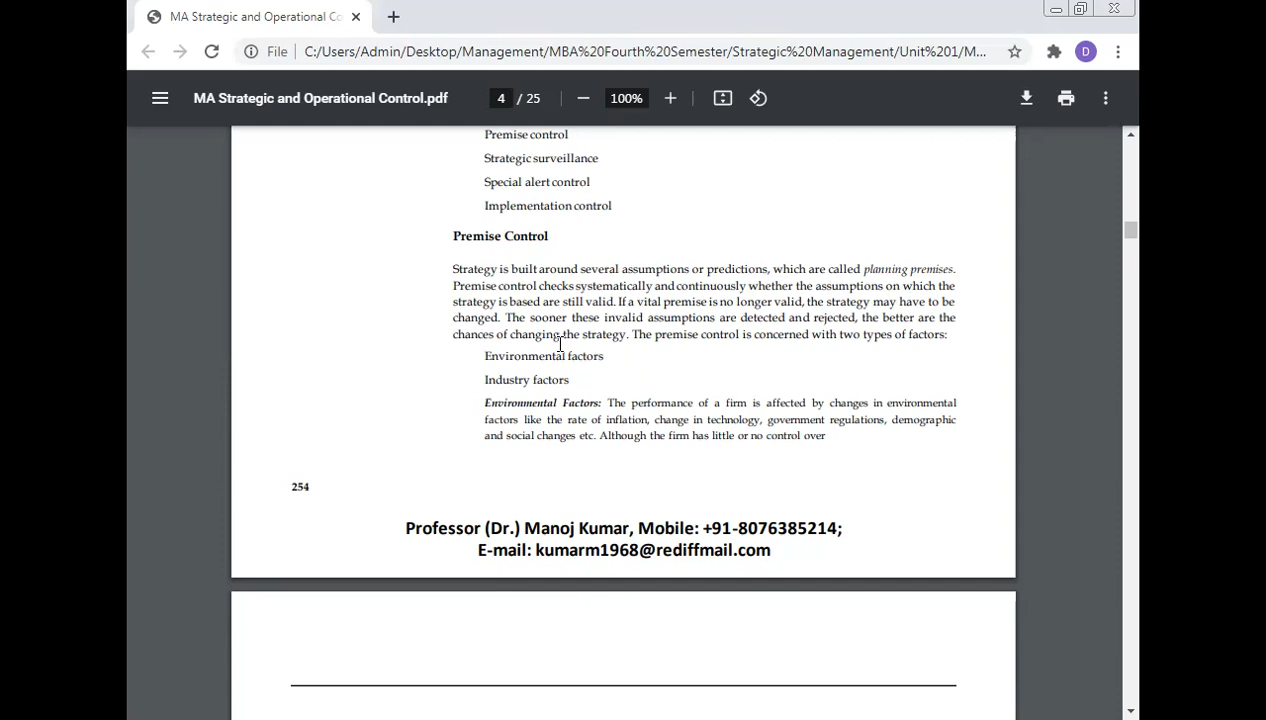 MA Strategic and Operational Co
File
C:/Users/Admin/Desktop/Management/MBA%20Fourth%20Semester/Strategic%20Management/Unit%201/M...
D
MA Strategic and Operational Control.pdf
4 / 25
100%
Premise control
Strategic surveillance
Special alert control
Implementation control
Premise Control
Strategy is built around several assumptions or predictions, which are called planning premises.
Premise control checks systematically and continuously whether the assumptions on which the
strategy is based are still valid. If a vital premise is no longer valid, the strategy may have to be
changed. The sooner these invalid assumptions are detected and rejected, the better are the
chances of changing the strategy. The premise control is concerned with two types of factors:
Environmental factors
Industry factors
Environmental Factors: The performance of a firm is affected by changes in environmental
factors like the rate of inflation, change in technology, government regulations, demographic
and social changes etc. Although the firm has little or no control over
254
Professor (Dr.) Manoj Kumar, Mobile: +91-8076385214;
E-mail: kumarm1968@rediffmail.com